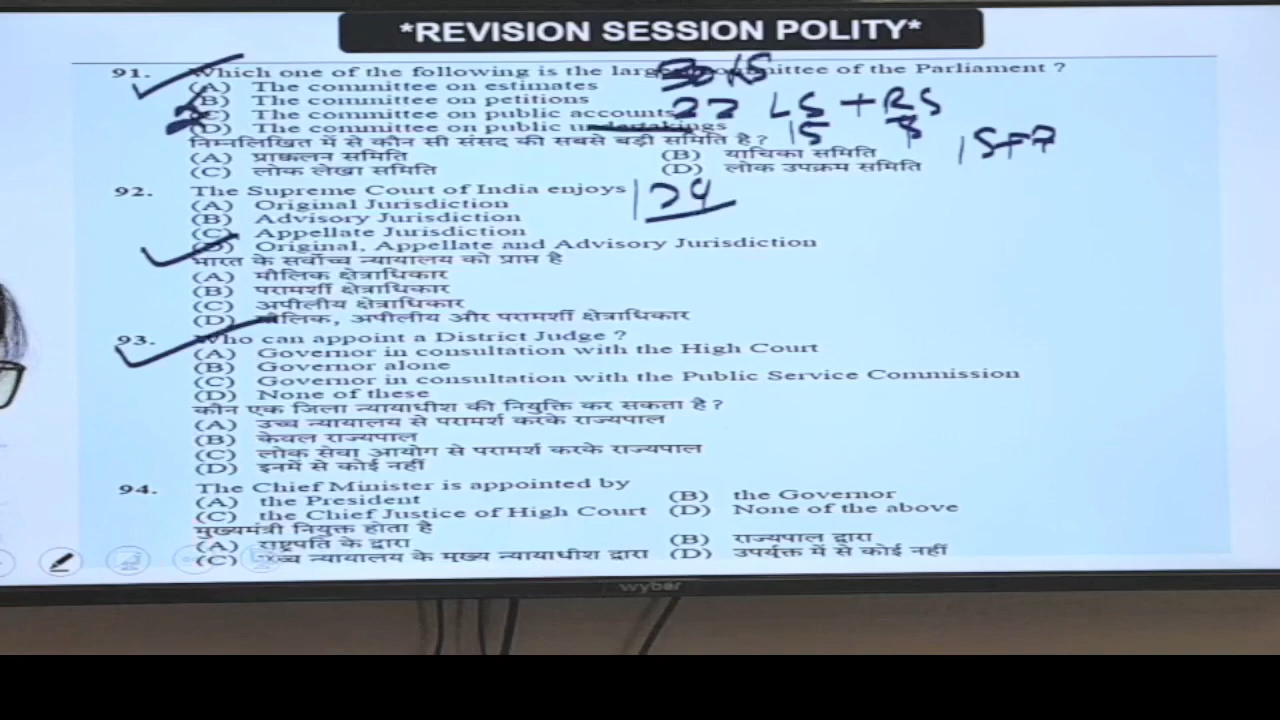 *REVISION SESSION POLITY*
91. Which one of the following is the committee of the Parliament ?
30 LS
(A) The committee on estimates
(B) The committee on petitions
22 LS + RS
(C) The committee on public accounts
15
15+7
(D) The committee on public undertakings
निम्नलिखित में से कौन सी संसद की सबसे बड़ी समिति है ?
(A) प्राक्कलन समिति (B) याचिका समिति
(C) लोक लेखा समिति (D) लोक उपक्रम समिति
92. The Supreme Court of India enjoys
(A) Original Jurisdiction
(B) Advisory Jurisdiction
(C) Appellate Jurisdiction
(D) Original, Appellate and Advisory Jurisdiction
भारत के सर्वोच्च न्यायालय को प्राप्त है
(A) मौलिक क्षेत्राधिकार
(B) परामर्शी क्षेत्राधिकार
(C) अपीलीय क्षेत्राधिकार
(D) मौलिक, अपीलीय और परामर्शी क्षेत्राधिकार
93. Who can appoint a District Judge ?
(A) Governor in consultation with the High Court
(B) Governor alone
(C) Governor in consultation with the Public Service Commission
(D) None of these
कौन एक जिला न्यायाधीश की नियुक्ति कर सकता है ?
(A) उच्च न्यायालय से परामर्श करके राज्यपाल
(B) केवल राज्यपाल
(C) लोक सेवा आयोग से परामर्श करके राज्यपाल
(D) इनमें से कोई नहीं
94. The Chief Minister is appointed by
(A) the President (B) the Governor
(C) the Chief Justice of High Court (D) None of the above
मुख्यमंत्री नियुक्त होता है
(A) राष्ट्रपति के द्वारा (B) राज्यपाल द्वारा
(C) उच्च न्यायालय के मुख्य न्यायाधीश द्वारा (D) उपर्युक्त में से कोई नहीं
wybor